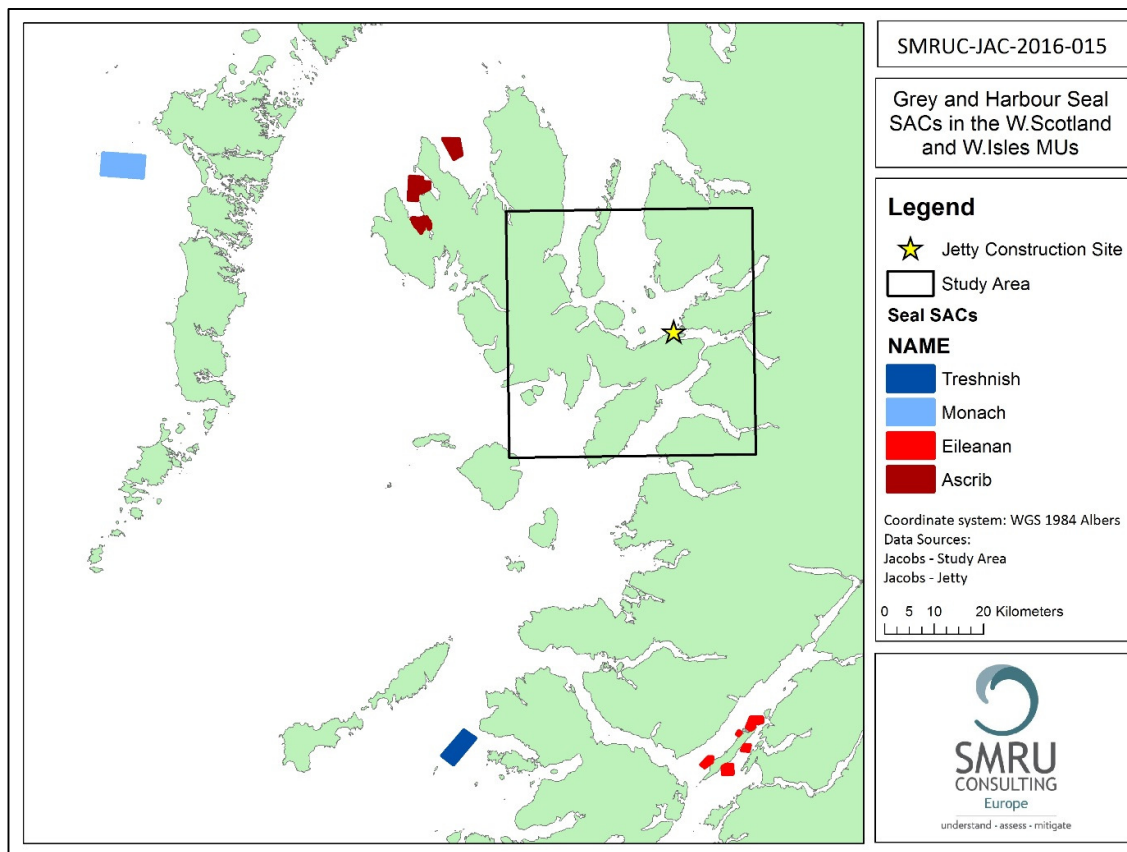 SMRUC-JAC-2016-015
Grey and Harbour Seal
SACs in the W.Scotland
and W.Isles MUs
Legend
Jetty Construction Site
Study Area
Seal SACs
NAME
Treshnish
Monach
Eileanan
Ascrib
Coordinate system: WGS 1984 Albers
Data Sources:
Jacobs - Study Area
Jacobs - Jetty
0 5 10 20 Kilometers
SMRU
CONSULTING
Europe
understand - assess - mitigate